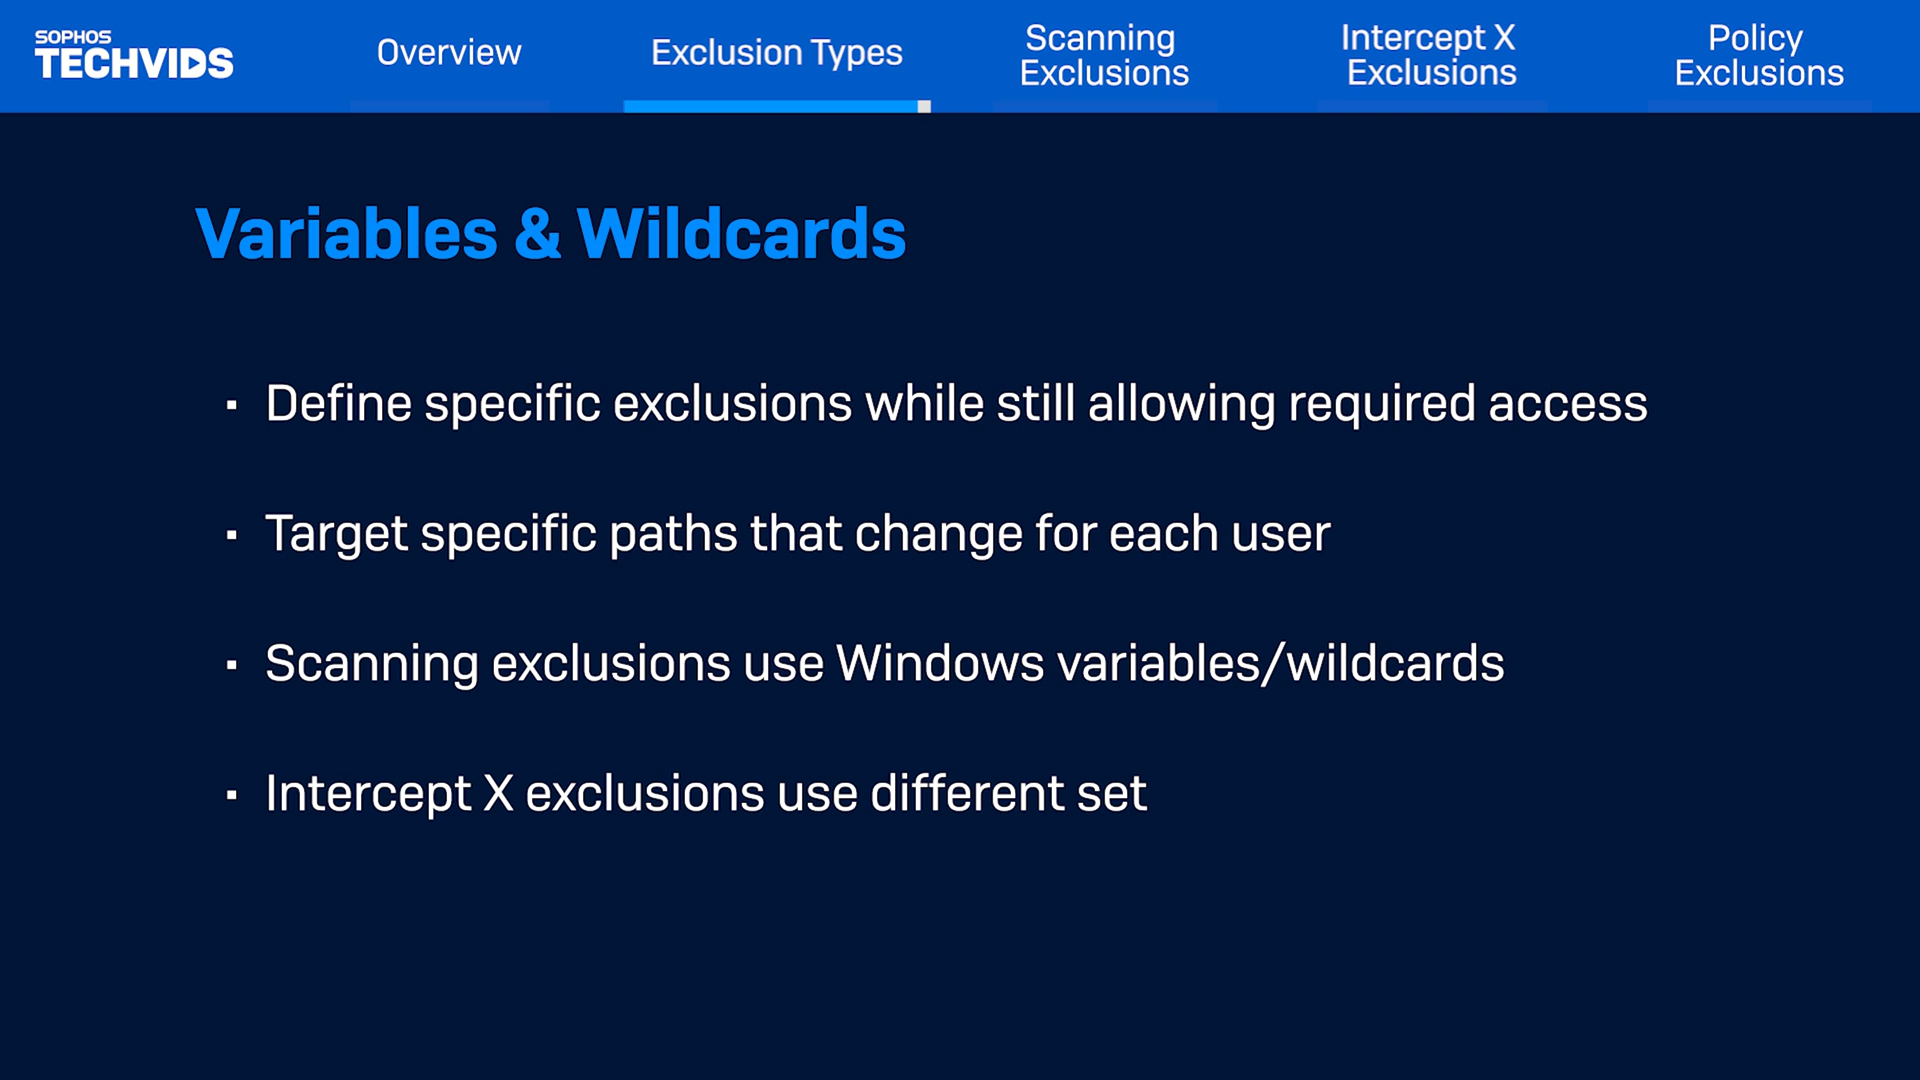 SOPHOS
TECHVIDS
Overview
Exclusion Types
Scanning
Exclusions
Intercept X
Exclusions
Policy
Exclusions
Variables & Wildcards
▪ Define specific exclusions while still allowing required access
▪ Target specific paths that change for each user
▪ Scanning exclusions use Windows variables/wildcards
▪ Intercept X exclusions use different set